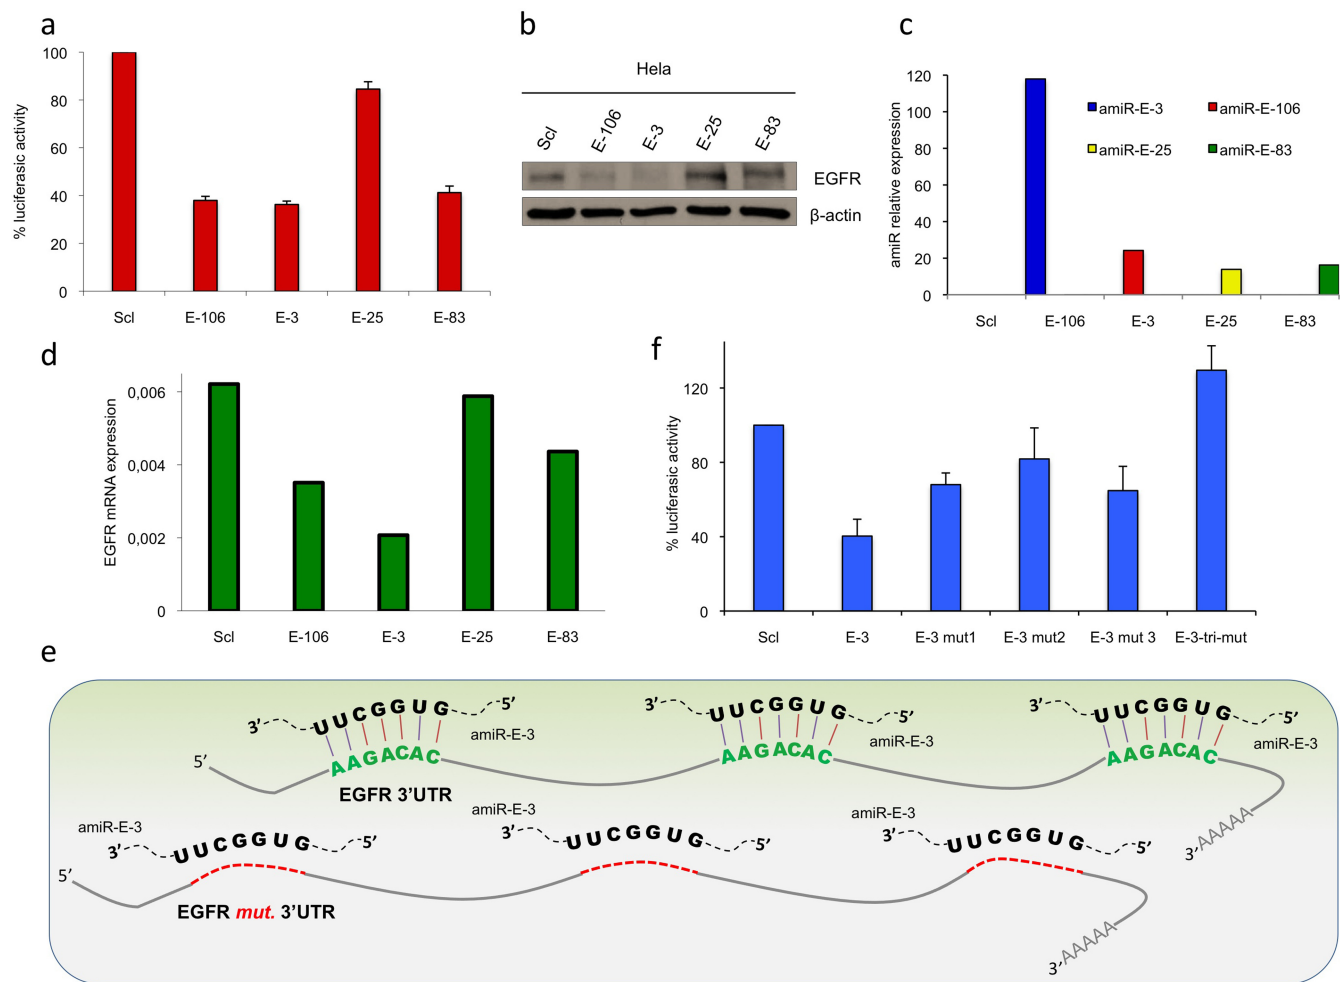 a
% luciferasic activity
100
80
60
40
20
0
Scl
E-106
E-3
E-25
E-83
b
Hela
Scl
E-106
E-3
E-25
E-83
EGFR
β-actin
c
amiR relative expression
120
100
80
60
40
20
0
amiR-E-3
amiR-E-106
amiR-E-25
amiR-E-83
Scl
E-106
E-3
E-25
E-83
d
EGFR mRNA expression
0,006
0,004
0,002
0
Scl
E-106
E-3
E-25
E-83
f
% luciferasic activity
120
80
40
0
Scl
E-3
E-3 mut1
E-3 mut2
E-3 mut 3
E-3-tri-mut
e
3’ UUCGGUG 5’
amiR-E-3
3’ UUCGGUG 5’
amiR-E-3
3’ UUCGGUG 5’
amiR-E-3
5’ AAGACAC AAGACAC AAGACAC
EGFR 3’UTR
3’AAAAA
amiR-E-3
3’ UUCGGUG 5’
amiR-E-3
3’ UUCGGUG 5’
amiR-E-3
3’ UUCGGUG 5’
5’
EGFR mut. 3’UTR
3’AAAAA